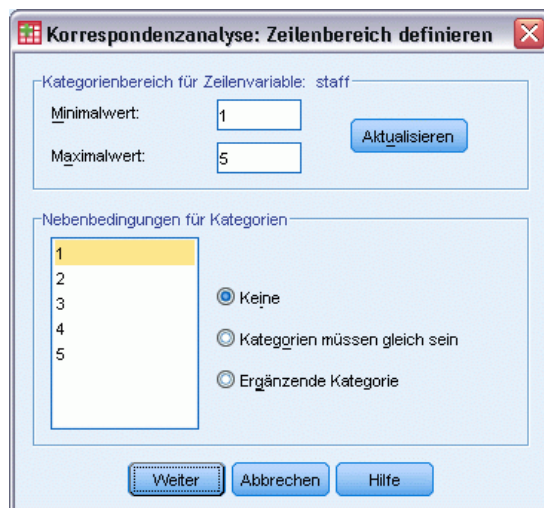 Korrespondenzanalyse: Zeilenbereich definieren
Kategorienbereich für Zeilenvariable: staff
Minimalwert:
1
Aktualisieren
Maximalwert:
5
Nebenbedingungen für Kategorien
1
2
3
4
5
Keine
Kategorien müssen gleich sein
Ergänzende Kategorie
Weiter
Abbrechen
Hilfe